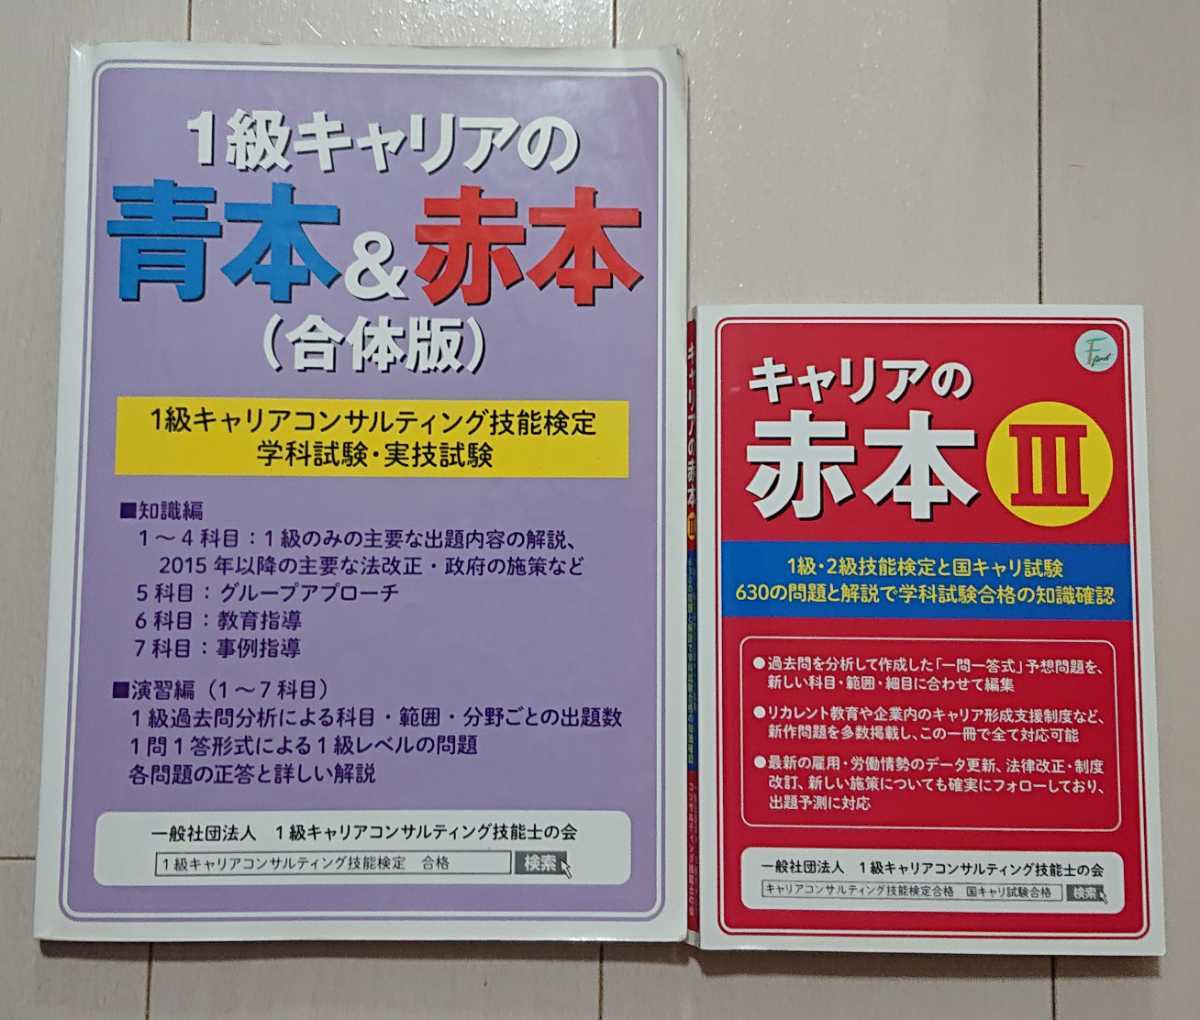 1級キャリアの
青本&赤本
(合体版)
1級キャリアコンサルティング技能検定
学科試験・実技試験
■知識編
1～4科目：1級のみの主要な出題内容の解説、
2015年以降の主要な法改正・政府の施策など
5科目：グループアプローチ
6科目：教育指導
7科目：事例指導
■演習編（1～7科目）
1級過去問分析による科目・範囲・分野ごとの出題数
1問1答形式による1級レベルの問題
各問題の正答と詳しい解説
一般社団法人　1級キャリアコンサルティング技能士の会
1級キャリアコンサルティング技能検定　合格　検索
キャリアの赤本 III
キャリアの
赤本 III
1級・2級技能検定と国キャリ試験
630の問題と解説で学科試験合格の知識確認
●過去問を分析して作成した「一問一答式」予想問題を、
新しい科目・範囲・細目に合わせて編集
●リカレント教育や企業内のキャリア形成支援制度など、
新作問題を多数掲載し、この一冊で全て対応可能
●最新の雇用・労働情勢のデータ更新、法律改正・制度
改訂、新しい施策についても確実にフォローしており、
出題予測に対応
一般社団法人　1級キャリアコンサルティング技能士の会
キャリアコンサルティング技能検定合格　国キャリ試験合格　検索